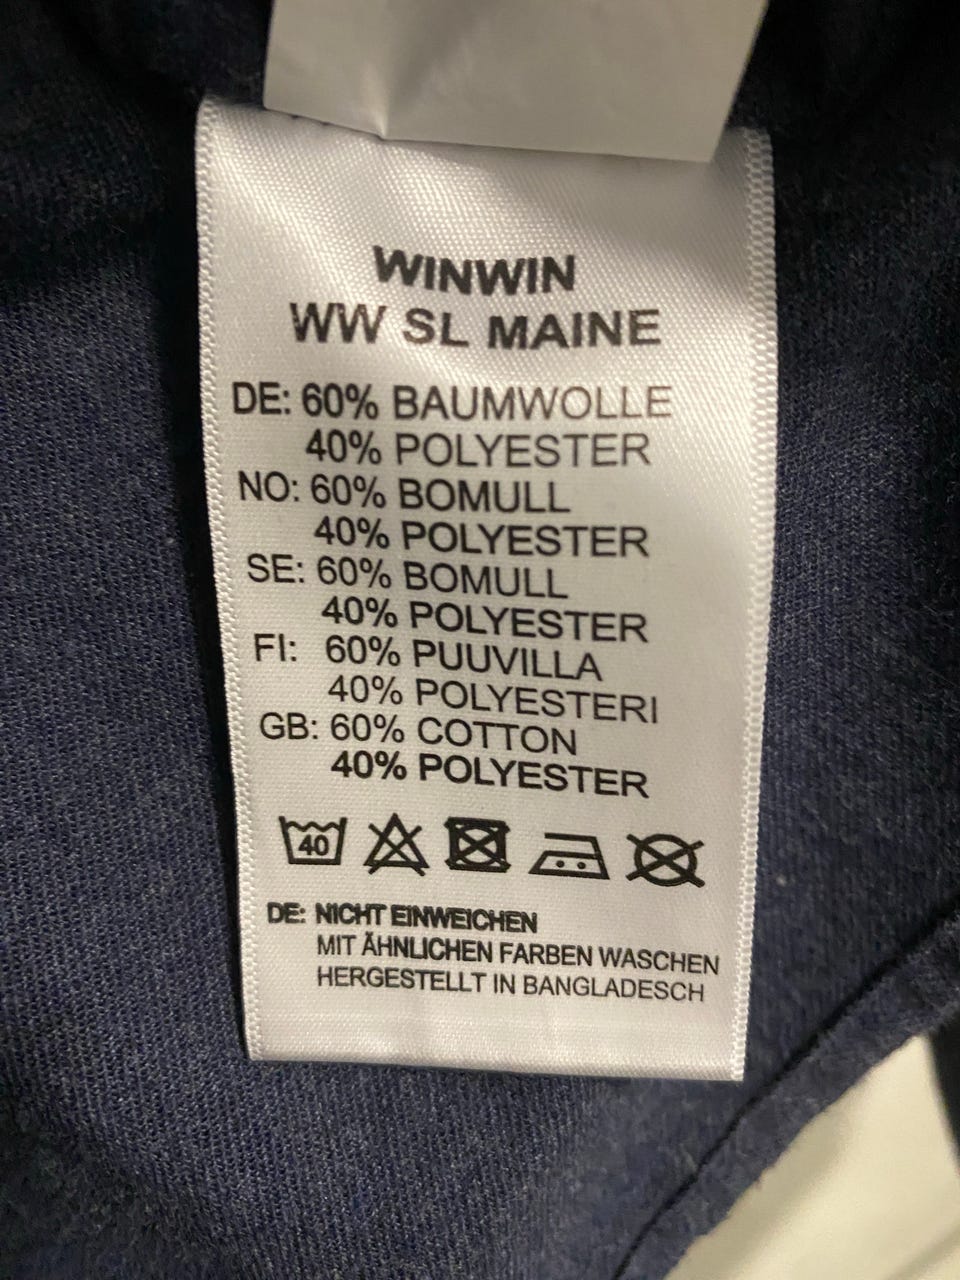 WINWIN
WW SL MAINE
DE: 60% BAUMWOLLE
40% POLYESTER
NO: 60% BOMULL
40% POLYESTER
SE: 60% BOMULL
40% POLYESTER
FI: 60% PUUVILLA
40% POLYESTERI
GB: 60% COTTON
40% POLYESTER
40
DE: NICHT EINWEICHEN
MIT ÄHNLICHEN FARBEN WASCHEN
HERGESTELLT IN BANGLADESCH